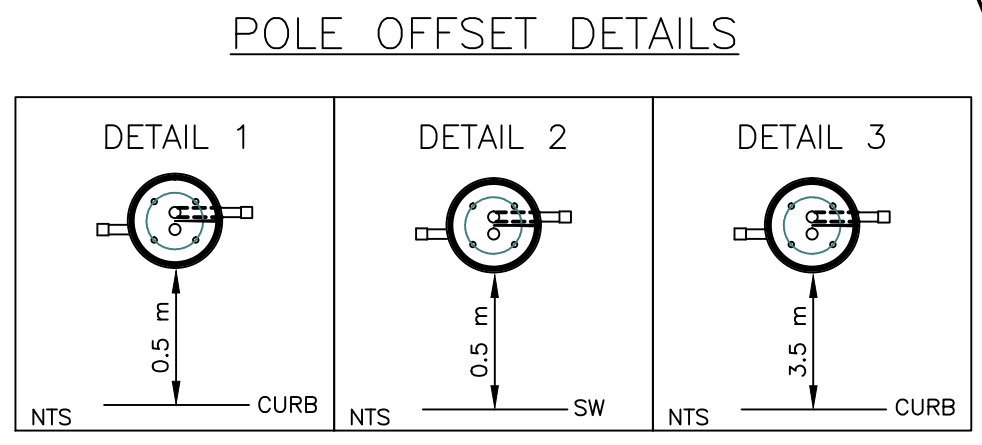 POLE OFFSET DETAILS
DETAIL 1
0.5 m
CURB
NTS
DETAIL 2
0.5 m
SW
NTS
DETAIL 3
3.5 m
CURB
NTS